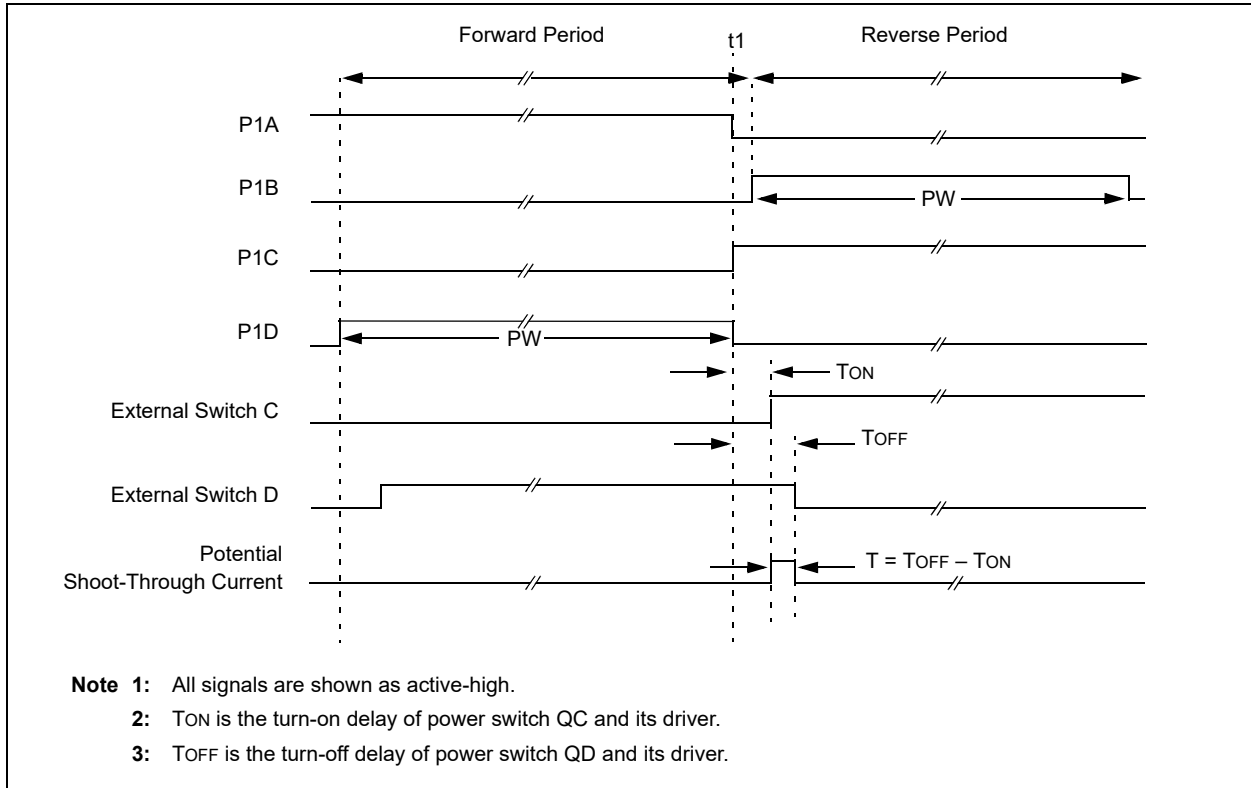 Forward Period
t1
Reverse Period
P1A
P1B
PW
P1C
P1D
PW
TON
External Switch C
TOFF
External Switch D
Potential
Shoot-Through Current
T = TOFF – TON
Note 1: All signals are shown as active-high.
2: TON is the turn-on delay of power switch QC and its driver.
3: TOFF is the turn-off delay of power switch QD and its driver.